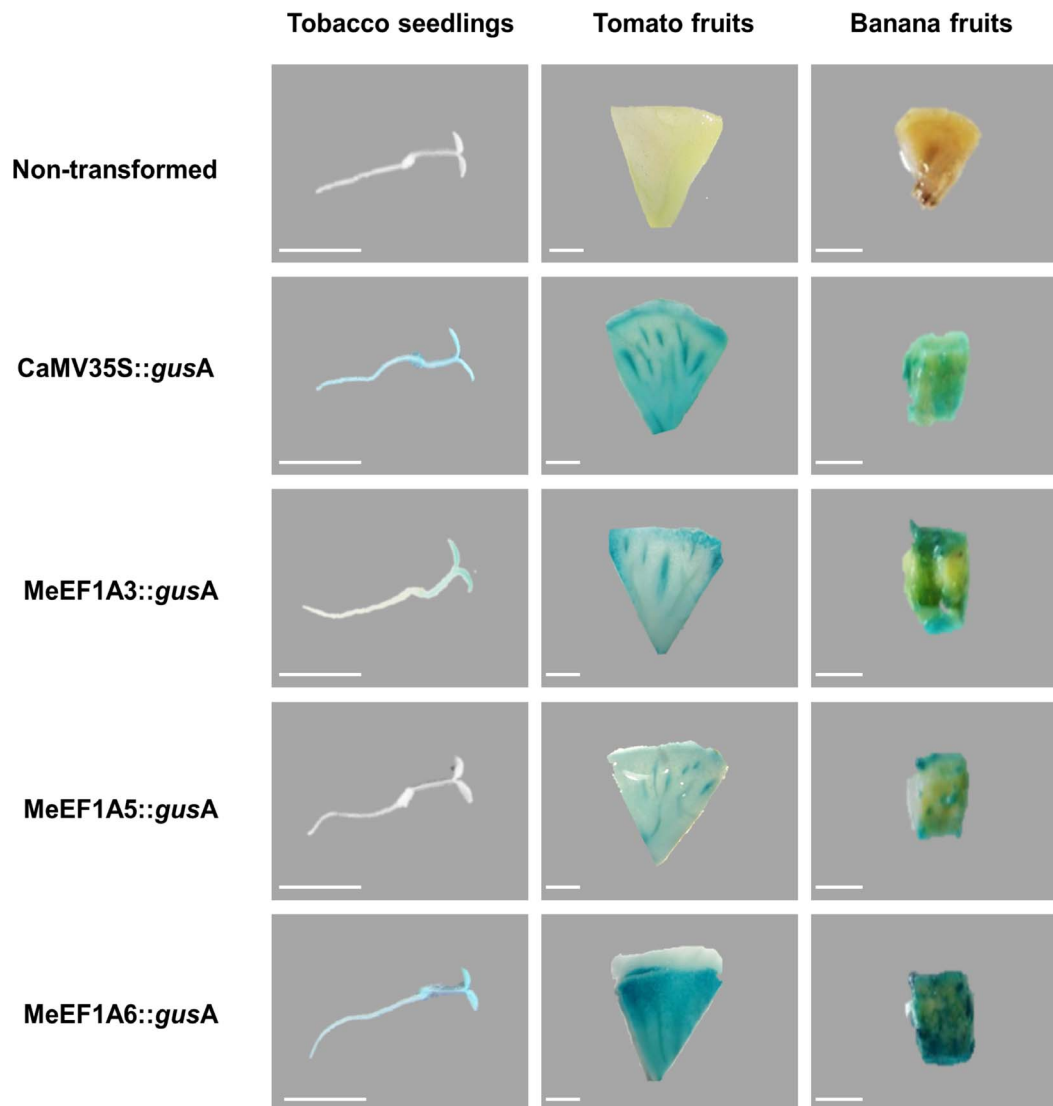 Tobacco seedlings Tomato fruits Banana fruits
Non-transformed
CaMV35S::gusA
MeEF1A3::gusA
MeEF1A5::gusA
MeEF1A6::gusA